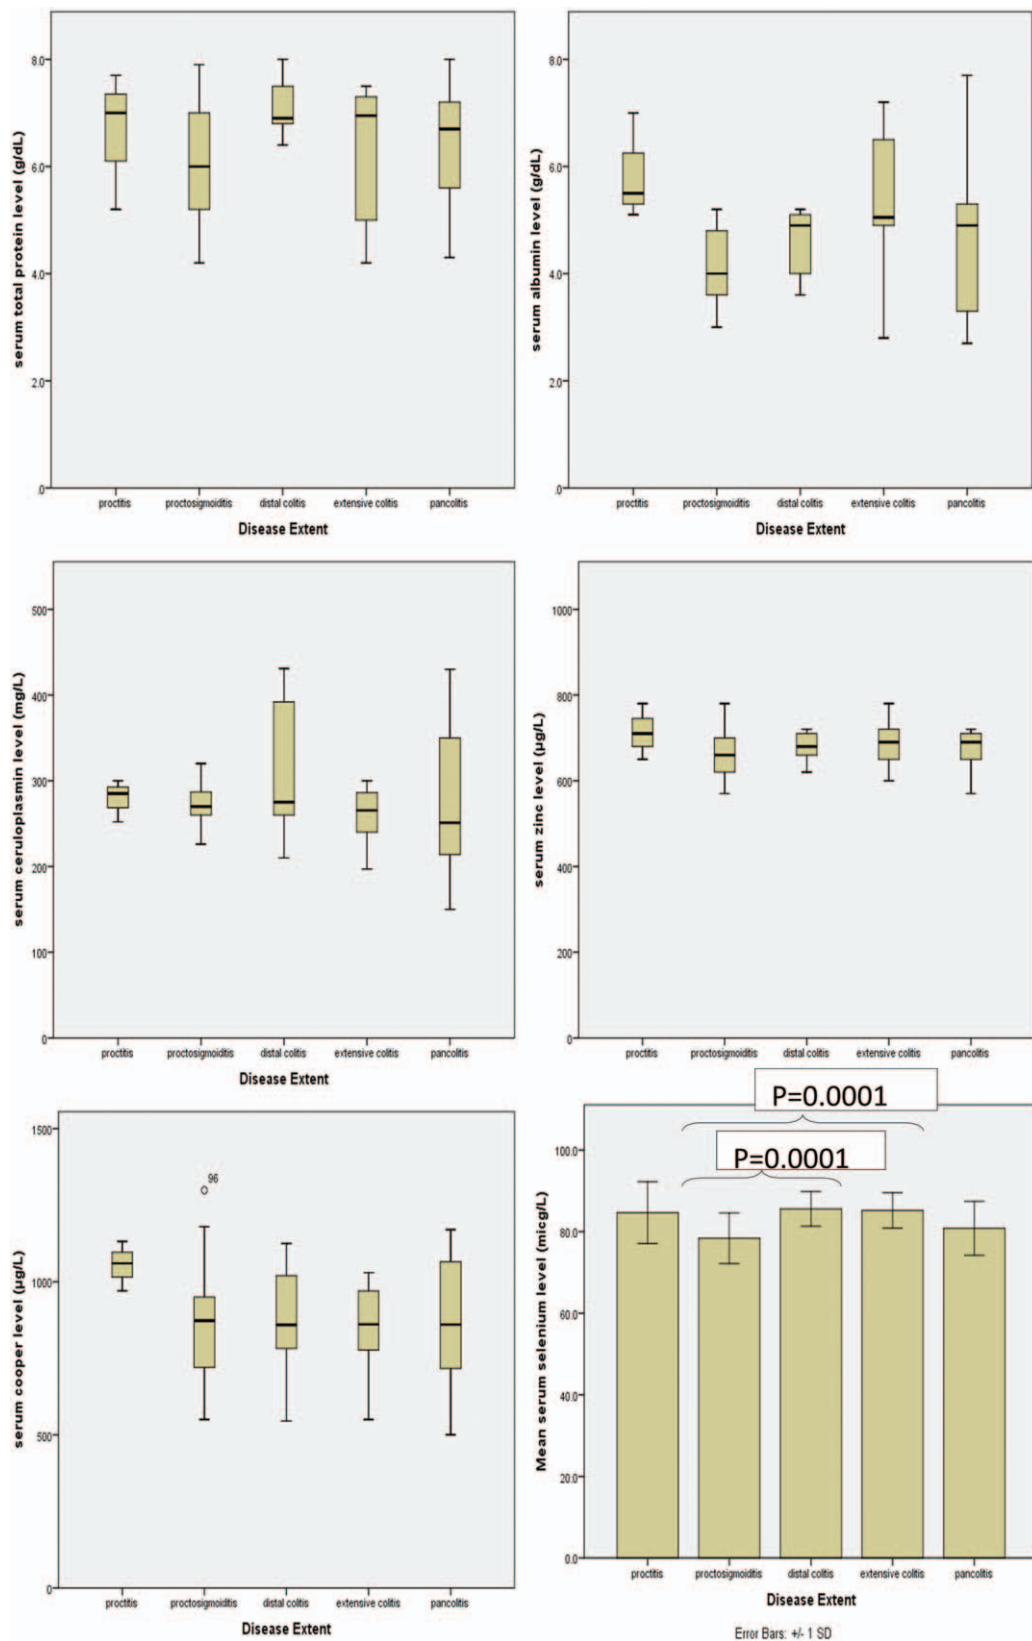 serum total protein level (g/dL)
8.0
6.0
4.0
2.0
.0
proctitis proctosigmoiditis distal colitis extensive colitis pancolitis
Disease Extent
serum albumin level (g/dL)
8.0
6.0
4.0
2.0
.0
proctitis proctosigmoiditis distal colitis extensive colitis pancolitis
Disease Extent
serum ceruloplasmin level (mg/L)
500
400
300
200
100
0
proctitis proctosigmoiditis distal colitis extensive colitis pancolitis
Disease Extent
serum zinc level (µg/L)
1000
800
600
400
200
0
proctitis proctosigmoiditis distal colitis extensive colitis pancolitis
Disease Extent
serum cooper level (µg/L)
1500
1000
500
0
96
proctitis proctosigmoiditis distal colitis extensive colitis pancolitis
Disease Extent
P=0.0001
P=0.0001
Mean serum selenium level (micg/L)
100.0
80.0
60.0
40.0
20.0
0.0
proctitis proctosigmoiditis distal colitis extensive colitis pancolitis
Disease Extent
Error Bars: +/- 1 SD